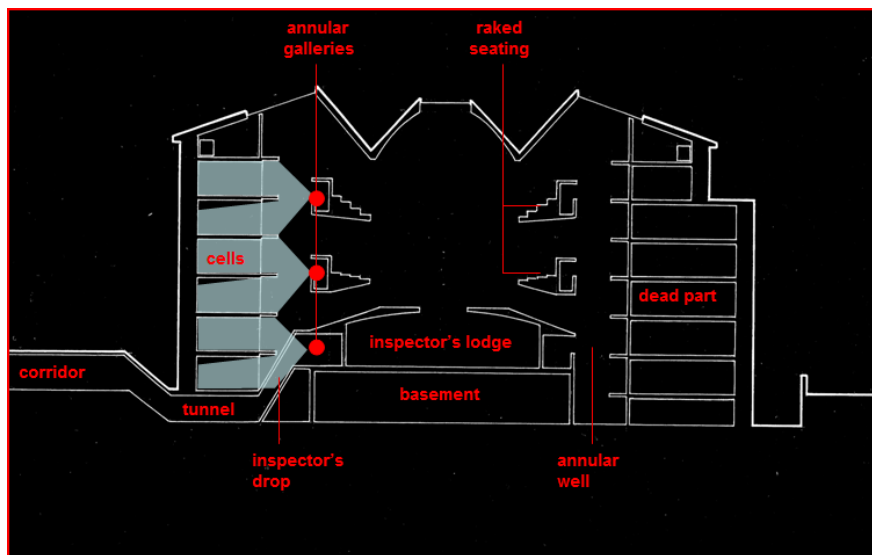 annular
galleries
raked
seating
cells
dead part
inspector's lodge
corridor
basement
tunnel
inspector's
drop
annular
well